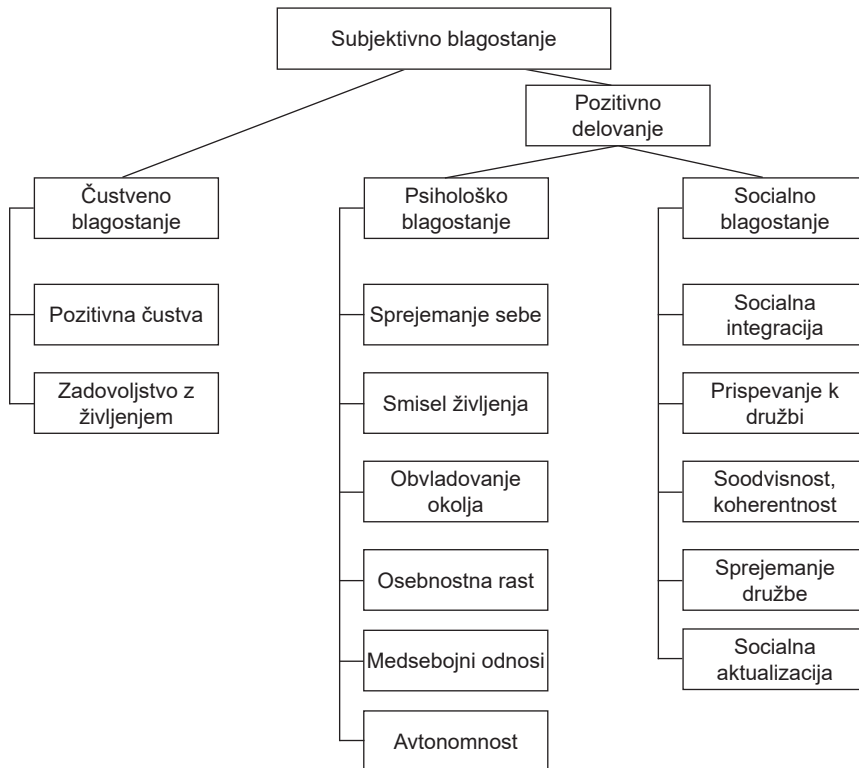 Subjektivno blagostanje
Pozitivno
delovanje
Čustveno
blagostanje
Pozitivna čustva
Zadovoljstvo z
življenjem
Psihološko
blagostanje
Sprejemanje sebe
Smisel življenja
Obvladovanje
okolja
Osebnostna rast
Medsebojni odnosi
Avtonomnost
Socialno
blagostanje
Socialna
integracija
Prispevanje k
družbi
Soodvisnost,
koherentnost
Sprejemanje
družbe
Socialna
aktualizacija